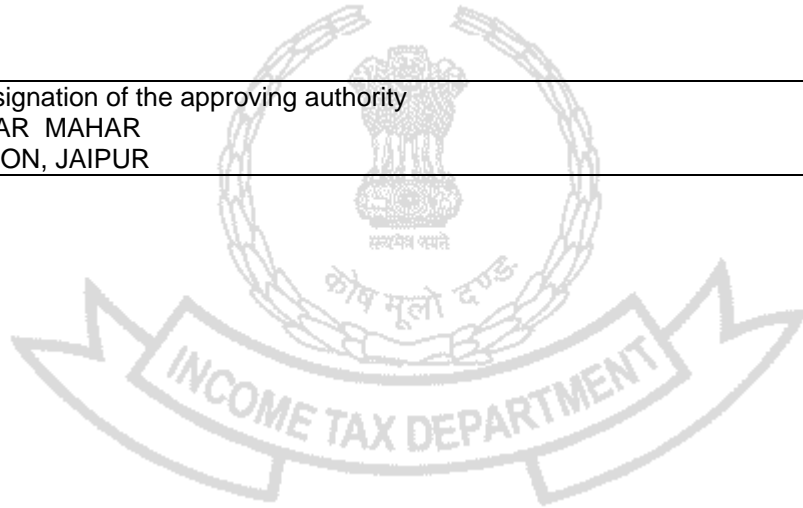 signation of the approving authority
AR MAHAR
ON, JAIPUR
सत्यमेव जयते
कोष मूलो दण्ड:
INCOME TAX DEPARTMENT